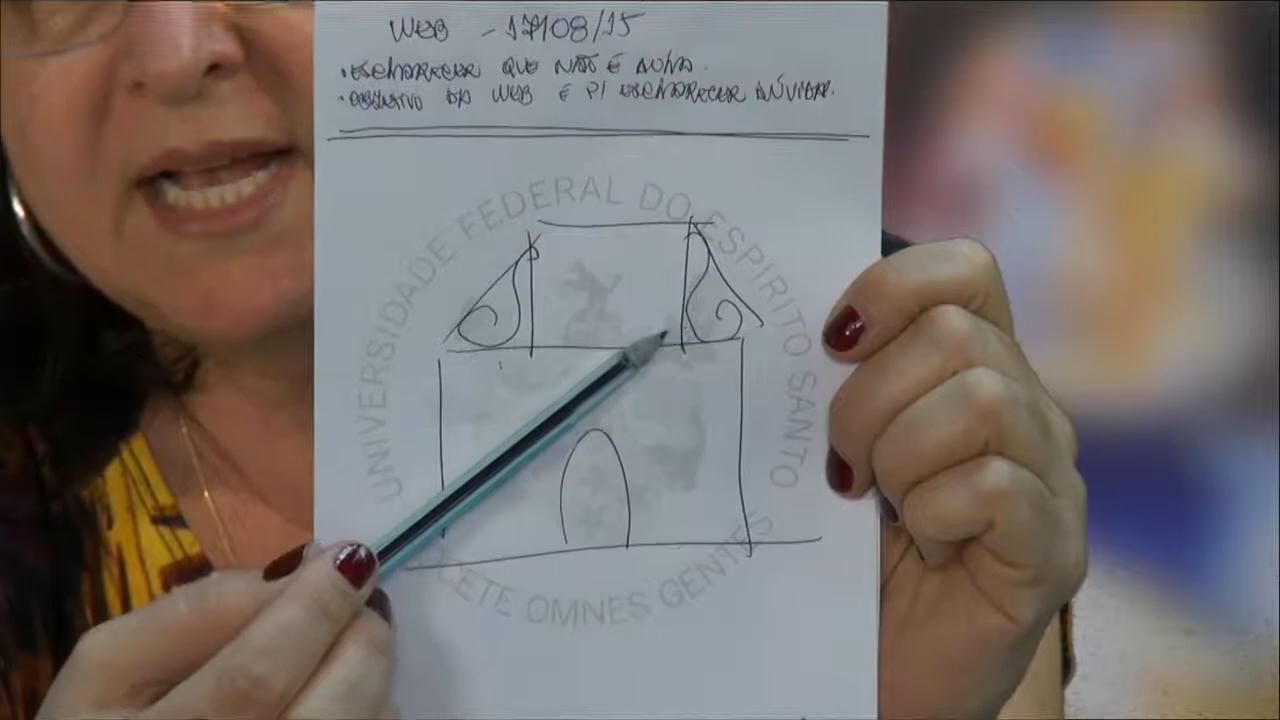 WEB - 17/08/15
• ESCLARECER QUE NÃO É AULA.
• OBJETIVO DA WEB É P/ ESCLARECER DÚVIDAS.
UNIVERSIDADE FEDERAL DO ESPIRITO SANTO
OMNES GENTES